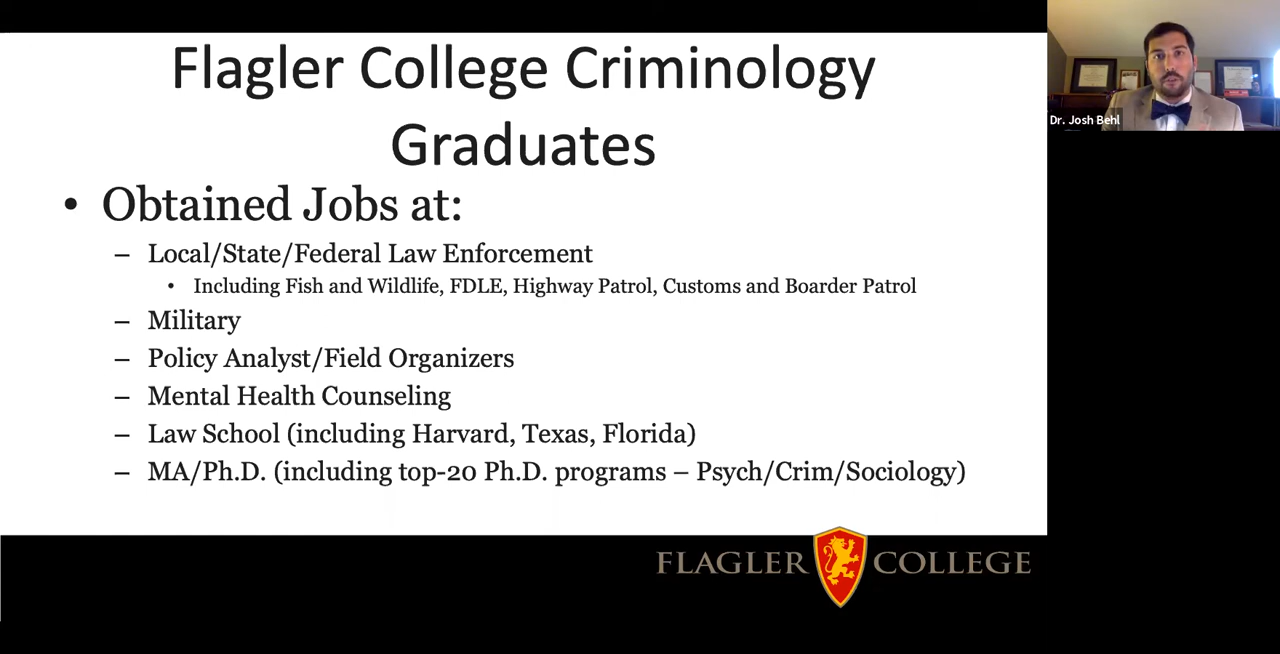 Flagler College Criminology
Graduates
• Obtained Jobs at:
– Local/State/Federal Law Enforcement
• Including Fish and Wildlife, FDLE, Highway Patrol, Customs and Boarder Patrol
– Military
– Policy Analyst/Field Organizers
– Mental Health Counseling
– Law School (including Harvard, Texas, Florida)
– MA/Ph.D. (including top-20 Ph.D. programs – Psych/Crim/Sociology)
FLAGLER COLLEGE
Dr. Josh Behl